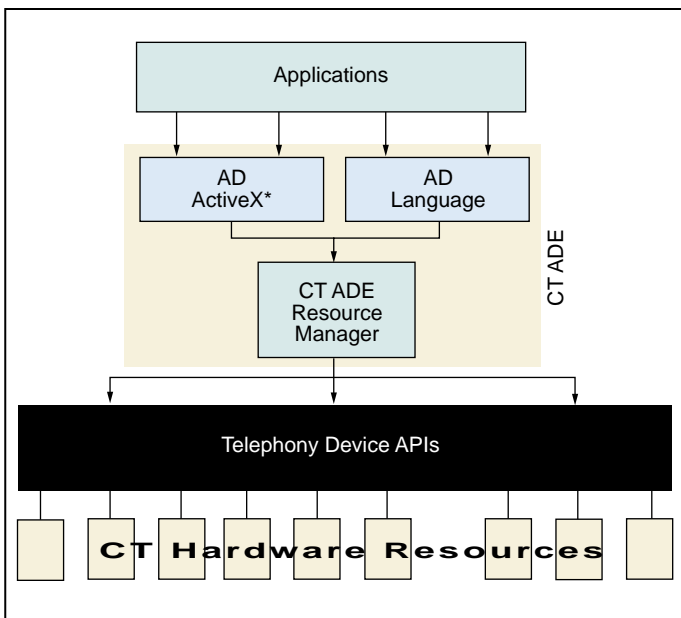 Applications
AD
ActiveX*
AD
Language
CT ADE
CT ADE
Resource
Manager
Telephony Device APIs
CT Hardware Resources